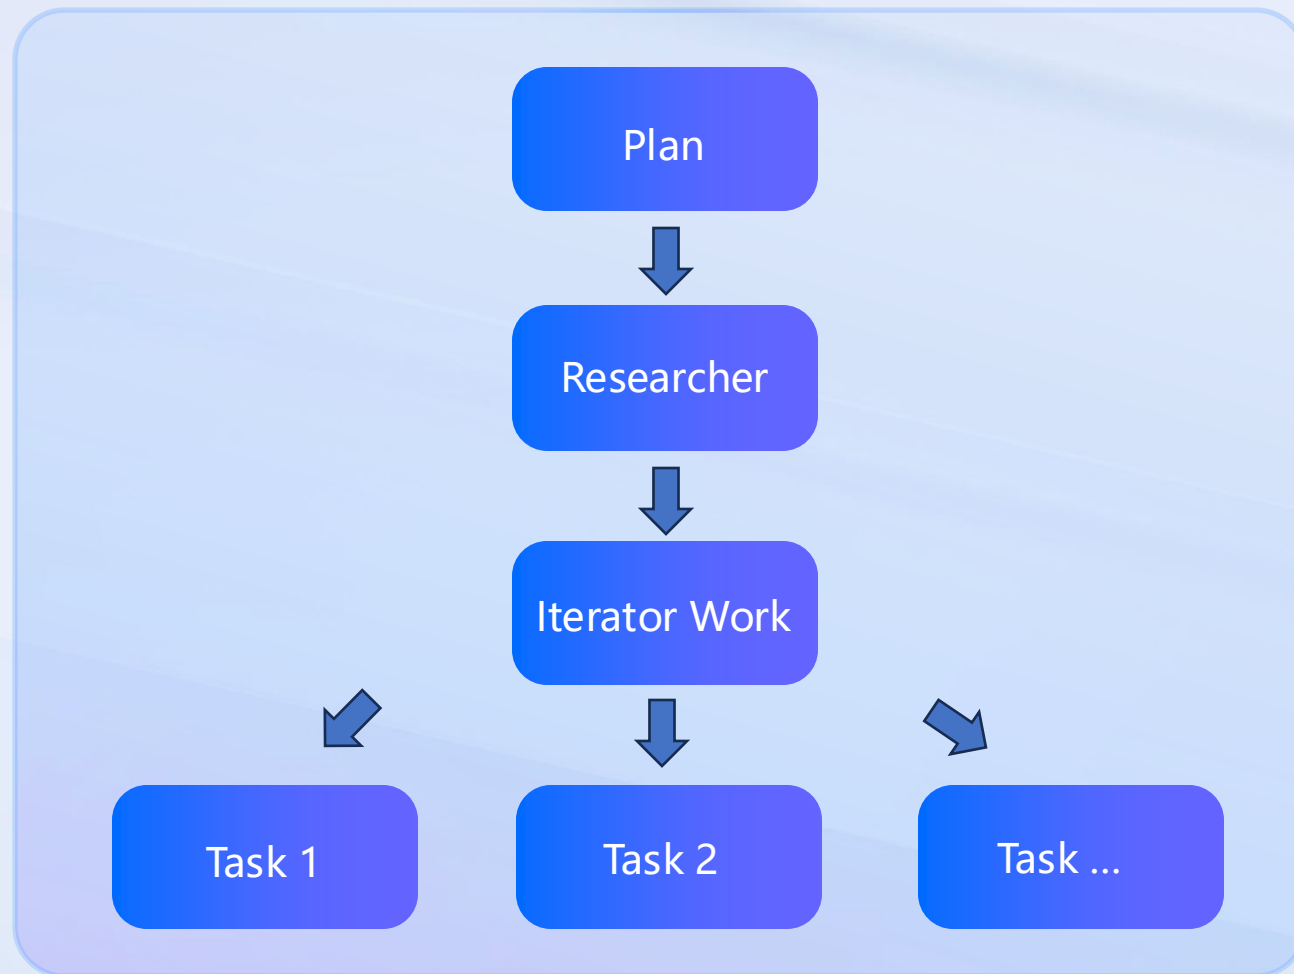 Plan
Researcher
Iterator Work
Task 1
Task 2
Task ...